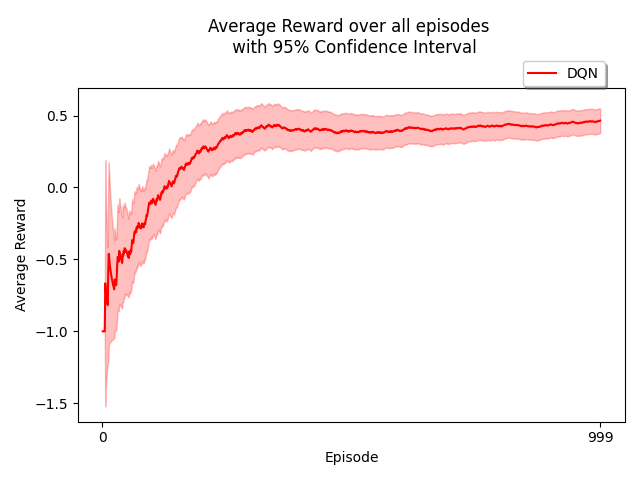 Average Reward over all episodes
with 95% Confidence Interval
DQN
0.5
0.0
−0.5
−1.0
−1.5
Average Reward
0
999
Episode